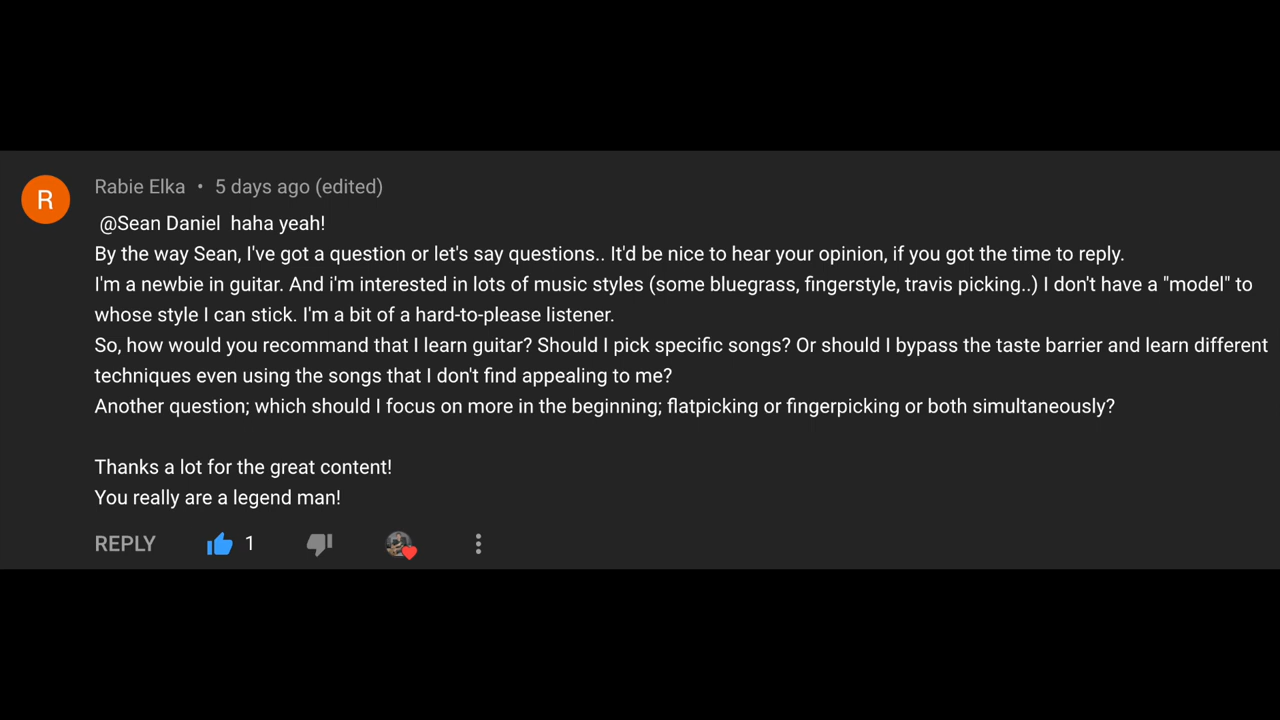 R
Rabie Elka • 5 days ago (edited)
@Sean Daniel haha yeah!
By the way Sean, I've got a question or let's say questions.. It'd be nice to hear your opinion, if you got the time to reply.
I'm a newbie in guitar. And i'm interested in lots of music styles (some bluegrass, fingerstyle, travis picking..) I don't have a "model" to
whose style I can stick. I'm a bit of a hard-to-please listener.
So, how would you recommand that I learn guitar? Should I pick specific songs? Or should I bypass the taste barrier and learn different
techniques even using the songs that I don't find appealing to me?
Another question; which should I focus on more in the beginning; flatpicking or fingerpicking or both simultaneously?
Thanks a lot for the great content!
You really are a legend man!
REPLY 1